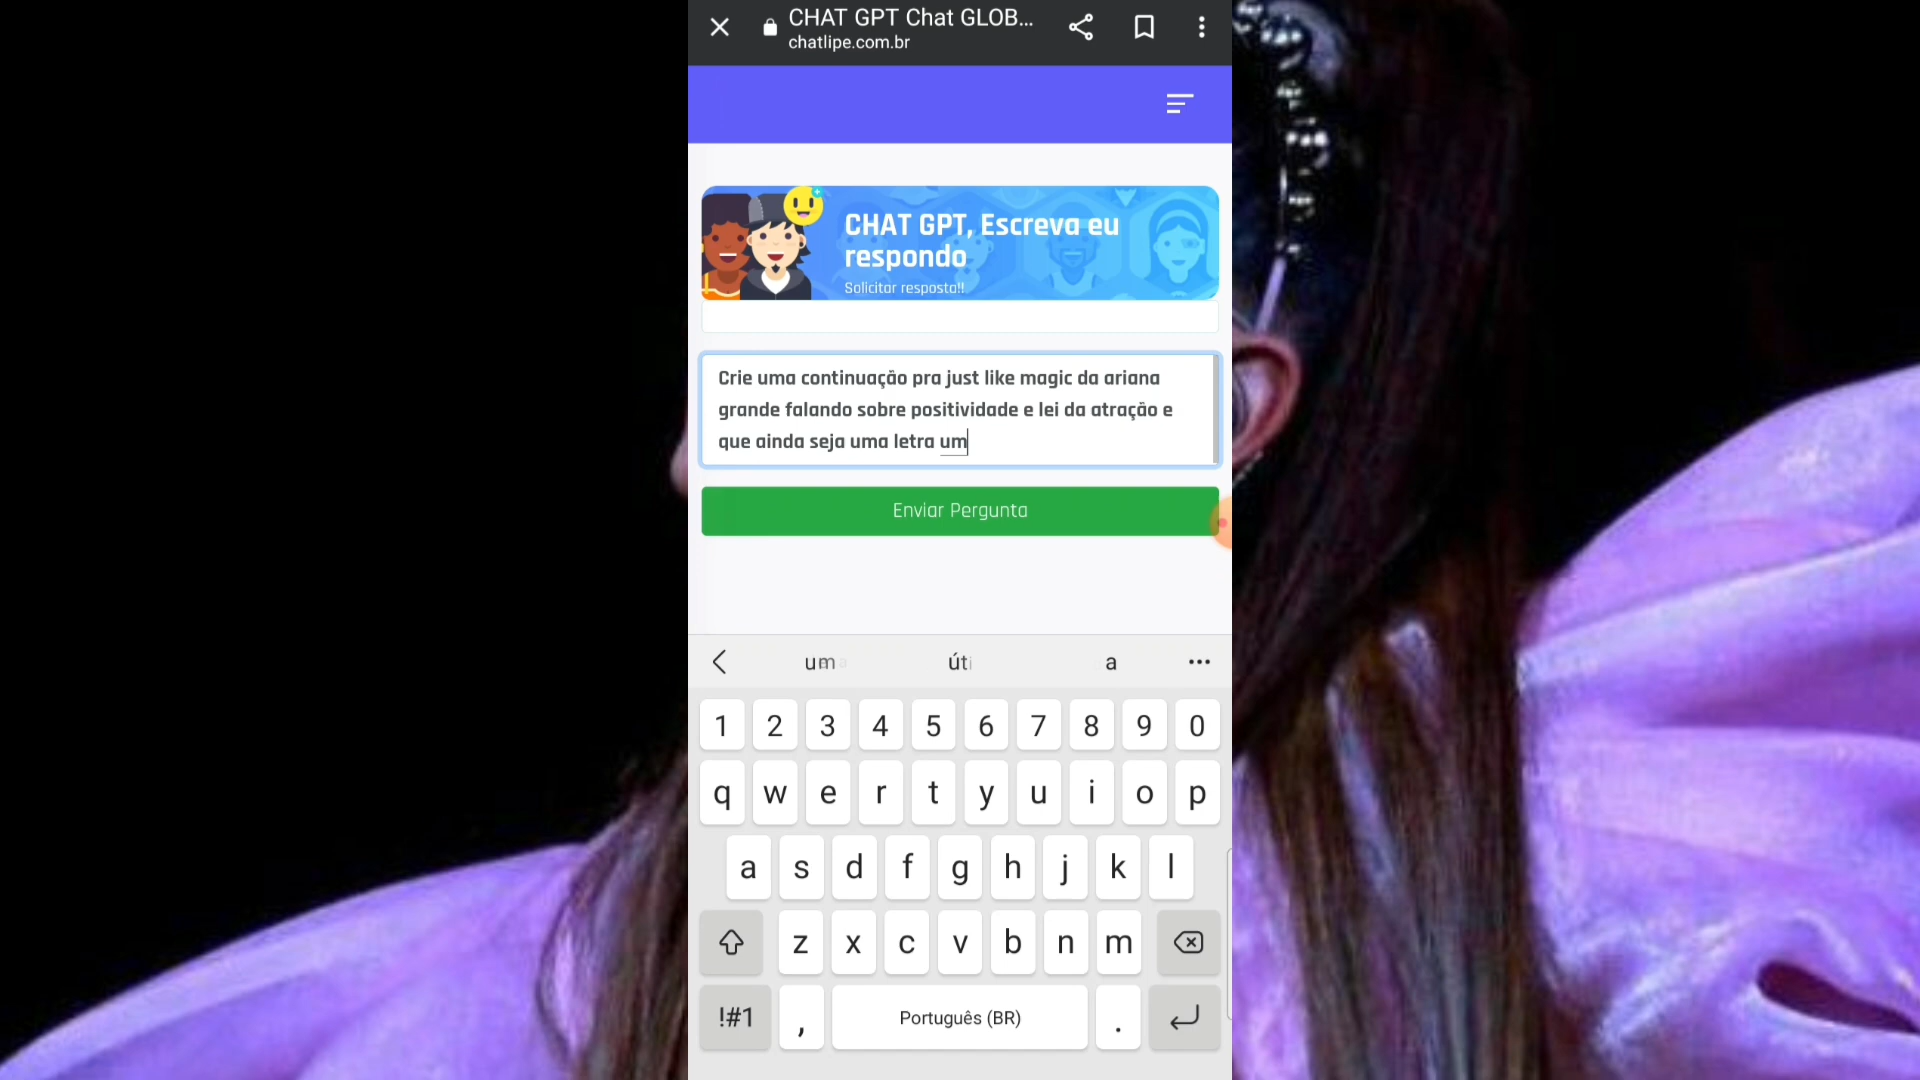 CHAT GPT Chat GLOB...
chatlipe.com.br
CHAT GPT, Escreva eu
respondo
Solicitar resposta!!
Crie uma continuação pra just like magic da ariana
grande falando sobre positividade e lei da atração e
que ainda seja uma letra um
Enviar Pergunta
1 2 3 4 5 6 7 8 9 0
q w e r t y u i o p
a s d f g h j k l
z x c v b n m
!#1 , Português (BR) .